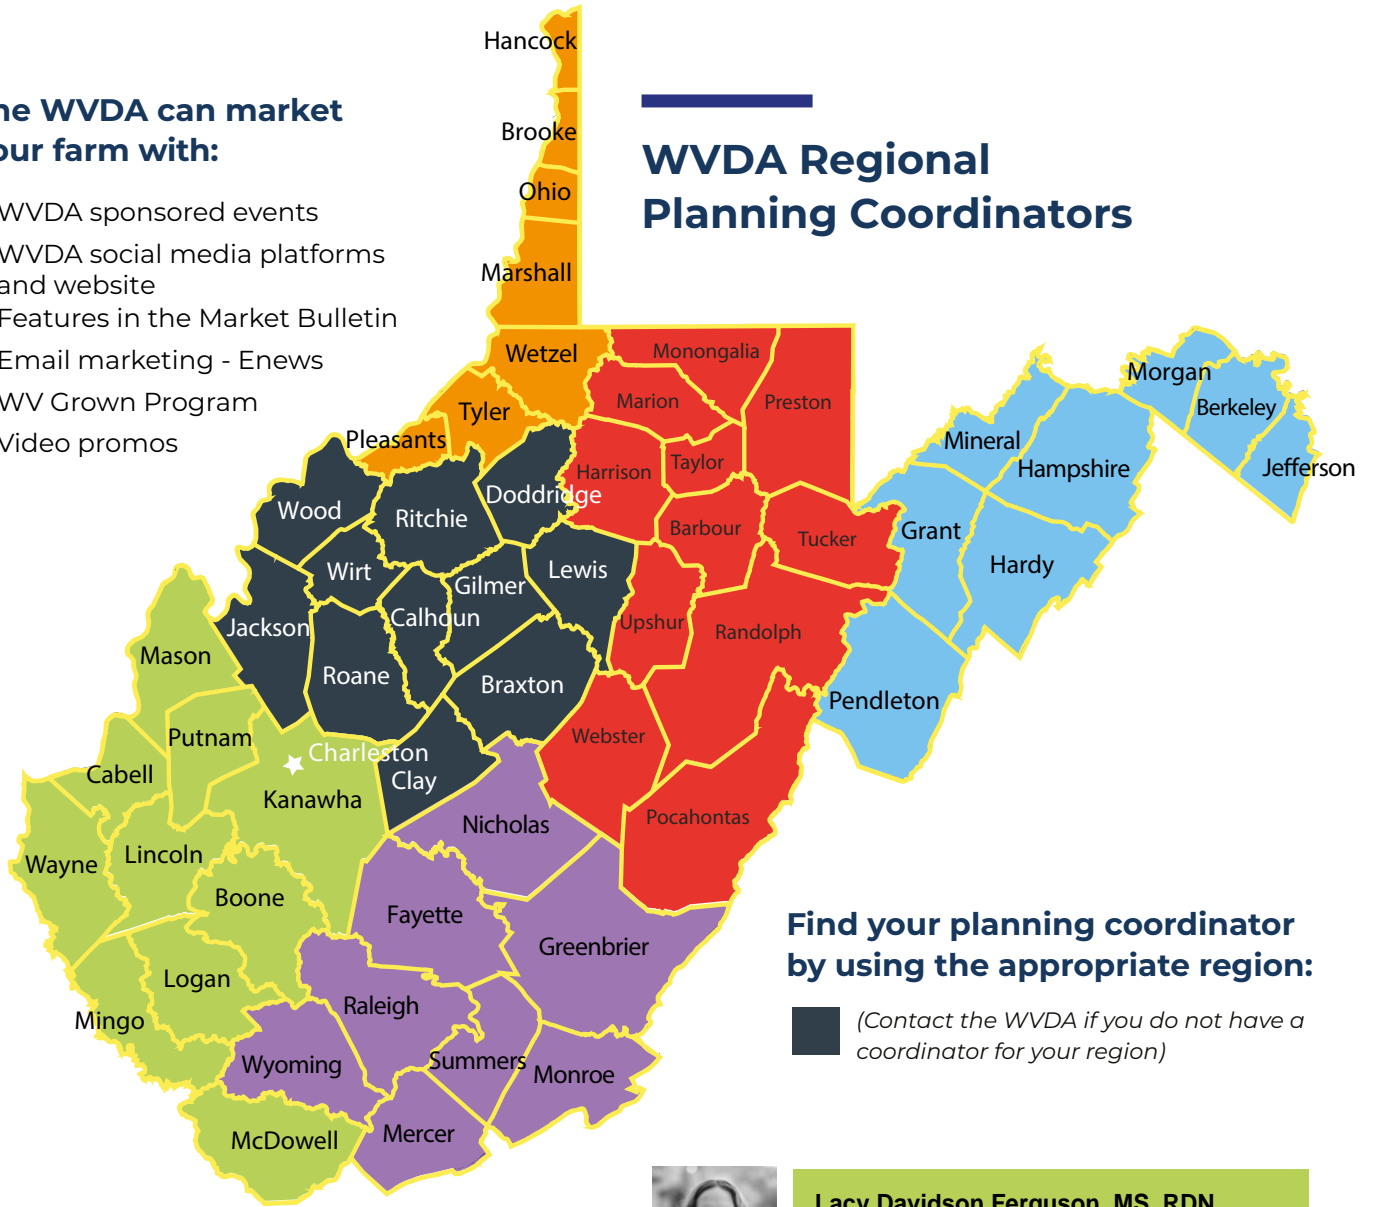 WVDA can market
farm with:
WVDA sponsored events
WVDA social media platforms
and website
Features in the Market Bulletin
Email marketing - Enews
WV Grown Program
Video promos
WVDA Regional
Planning Coordinators
Hancock
Brooke
Ohio
Marshall
Wetzel
Tyler
Pleasants
Monongalia
Marion
Preston
Harrison
Taylor
Barbour
Tucker
Upshur
Randolph
Webster
Pocahontas
Morgan
Berkeley
Jefferson
Mineral
Hampshire
Grant
Hardy
Pendleton
Wood
Ritchie
Doddridge
Wirt
Gilmer
Lewis
Jackson
Calhoun
Roane
Braxton
Clay
Mason
Putnam
Charleston
Cabell
Kanawha
Wayne
Lincoln
Boone
Logan
Mingo
McDowell
Nicholas
Fayette
Greenbrier
Raleigh
Wyoming
Summers
Monroe
Mercer
Find your planning coordinator
by using the appropriate region:
(Contact the WVDA if you do not have a
coordinator for your region)
Lacy Davidson Ferguson, MS, RDN